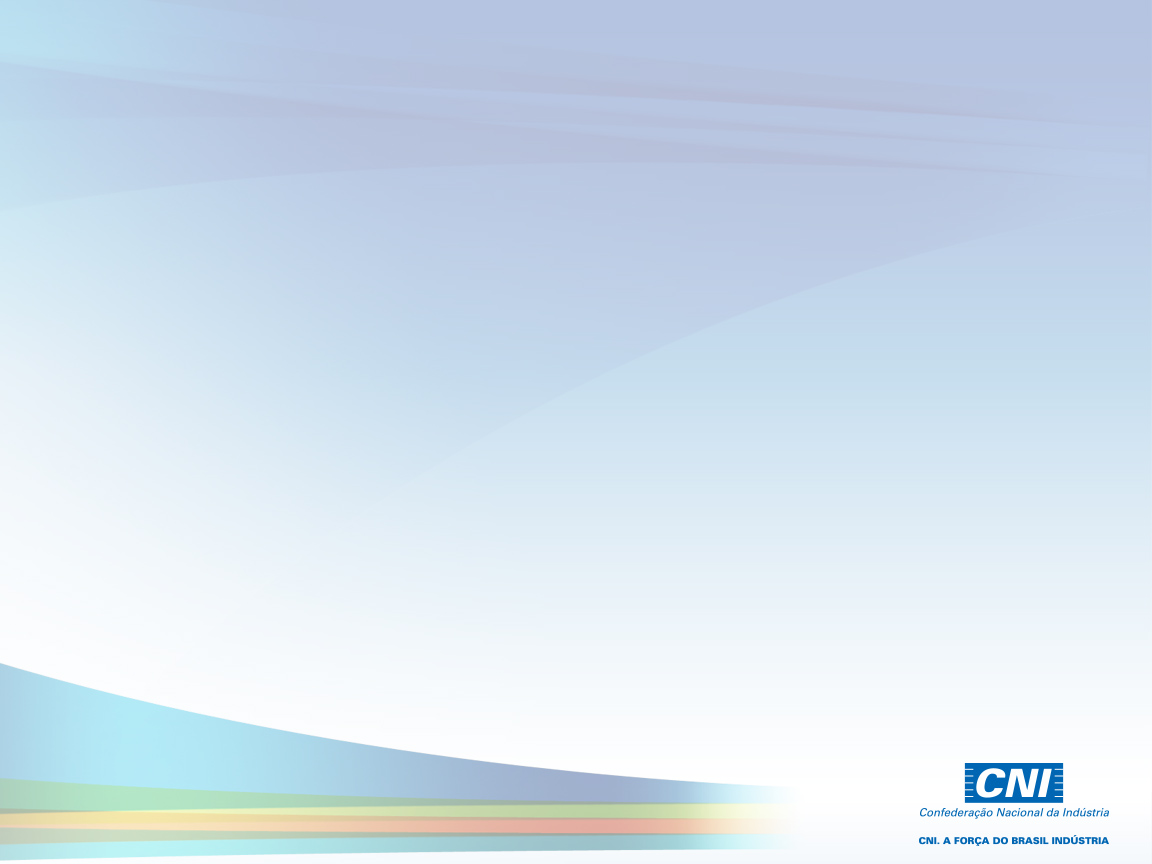 CNI
Confederação Nacional da Indústria
CNI. A FORÇA DO BRASIL INDÚSTRIA